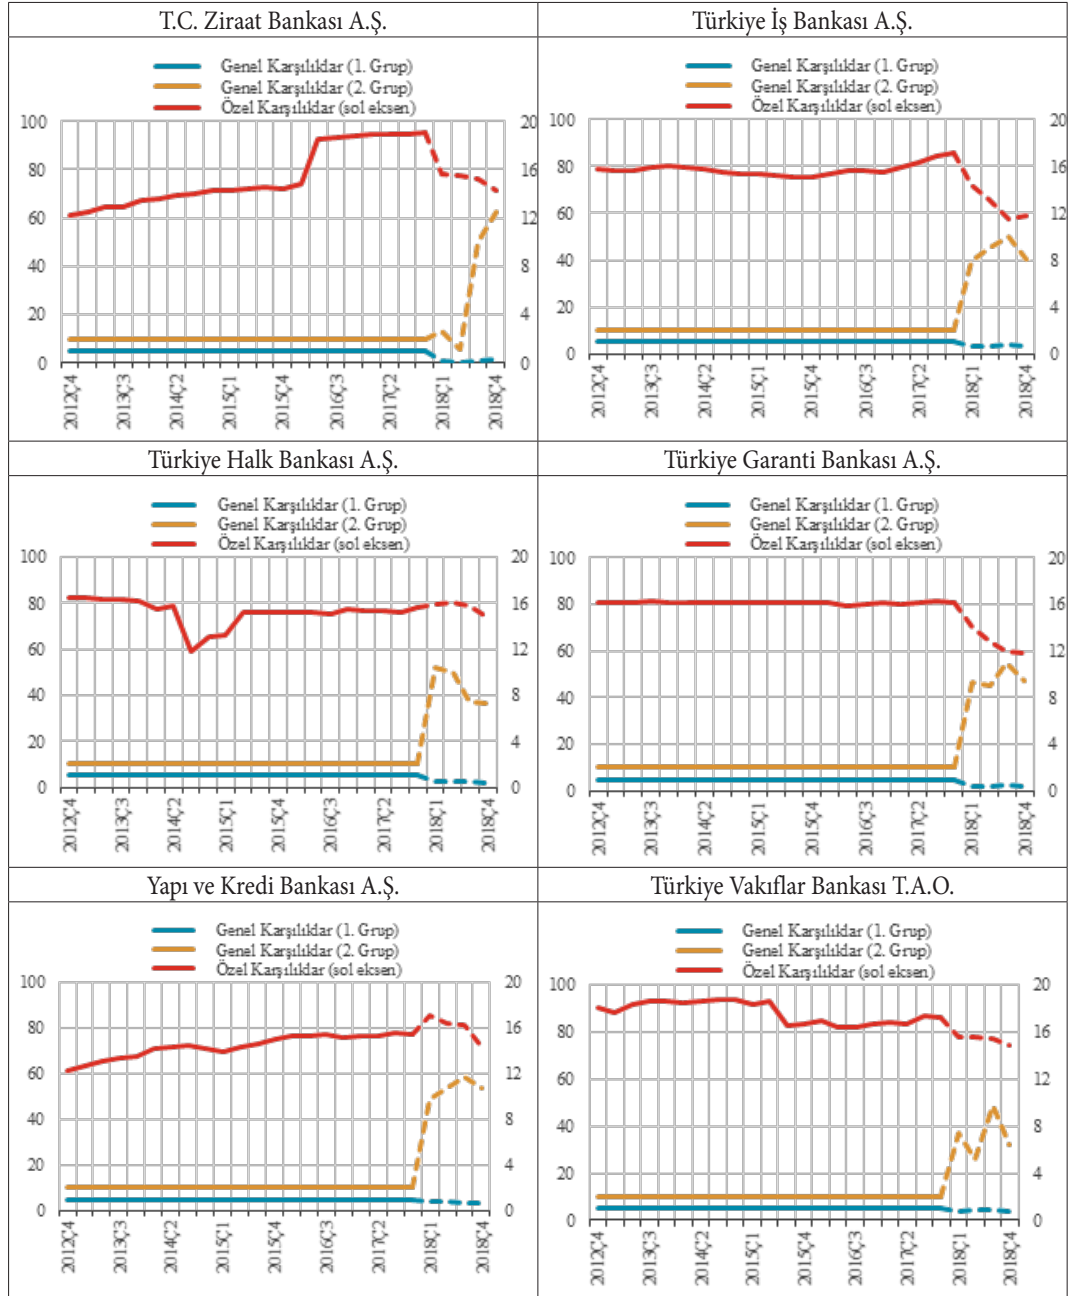 T.C. Ziraat Bankası A.Ş.
Genel Karşılıklar (1. Grup)
Genel Karşılıklar (2. Grup)
Özel Karşılıklar (sol eksen)
100 20
80 16
60 12
40 8
20 4
0 0
2012Ç4 2013Ç3 2014Ç2 2015Ç1 2015Ç4 2016Ç3 2017Ç2 2018Ç1 2018Ç4
Türkiye İş Bankası A.Ş.
Genel Karşılıklar (1. Grup)
Genel Karşılıklar (2. Grup)
Özel Karşılıklar (sol eksen)
100 20
80 16
60 12
40 8
20 4
0 0
2012Ç4 2013Ç3 2014Ç2 2015Ç1 2015Ç4 2016Ç3 2017Ç2 2018Ç1 2018Ç4
Türkiye Halk Bankası A.Ş.
Genel Karşılıklar (1. Grup)
Genel Karşılıklar (2. Grup)
Özel Karşılıklar (sol eksen)
100 20
80 16
60 12
40 8
20 4
0 0
2012Ç4 2013Ç3 2014Ç2 2015Ç1 2015Ç4 2016Ç3 2017Ç2 2018Ç1 2018Ç4
Türkiye Garanti Bankası A.Ş.
Genel Karşılıklar (1. Grup)
Genel Karşılıklar (2. Grup)
Özel Karşılıklar (sol eksen)
100 20
80 16
60 12
40 8
20 4
0 0
2012Ç4 2013Ç3 2014Ç2 2015Ç1 2015Ç4 2016Ç3 2017Ç2 2018Ç1 2018Ç4
Yapı ve Kredi Bankası A.Ş.
Genel Karşılıklar (1. Grup)
Genel Karşılıklar (2. Grup)
Özel Karşılıklar (sol eksen)
100 20
80 16
60 12
40 8
20 4
0 0
2012Ç4 2013Ç3 2014Ç2 2015Ç1 2015Ç4 2016Ç3 2017Ç2 2018Ç1 2018Ç4
Türkiye Vakıflar Bankası T.A.O.
Genel Karşılıklar (1. Grup)
Genel Karşılıklar (2. Grup)
Özel Karşılıklar (sol eksen)
100 20
80 16
60 12
40 8
20 4
0 0
2012Ç4 2013Ç3 2014Ç2 2015Ç1 2015Ç4 2016Ç3 2017Ç2 2018Ç1 2018Ç4